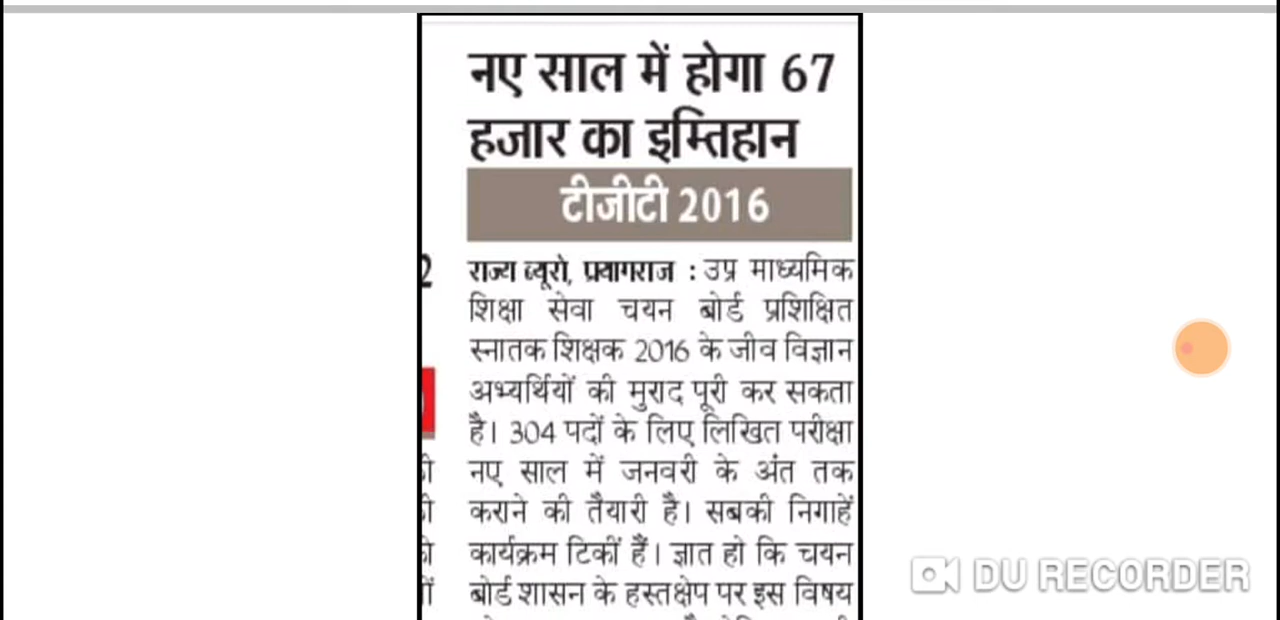 नए साल में होगा 67
हजार का इम्तिहान
टीजीटी 2016
राज्य ब्यूरो, प्रयागराज : उप्र माध्यमिक
शिक्षा सेवा चयन बोर्ड प्रशिक्षित
स्नातक शिक्षक 2016 के जीव विज्ञान
अभ्यर्थियों की मुराद पूरी कर सकता
है। 304 पदों के लिए लिखित परीक्षा
नए साल में जनवरी के अंत तक
कराने की तैयारी है। सबकी निगाहें
कार्यक्रम टिकीं हैं। ज्ञात हो कि चयन
बोर्ड शासन के हस्तक्षेप पर इस विषय
DU RECORDER